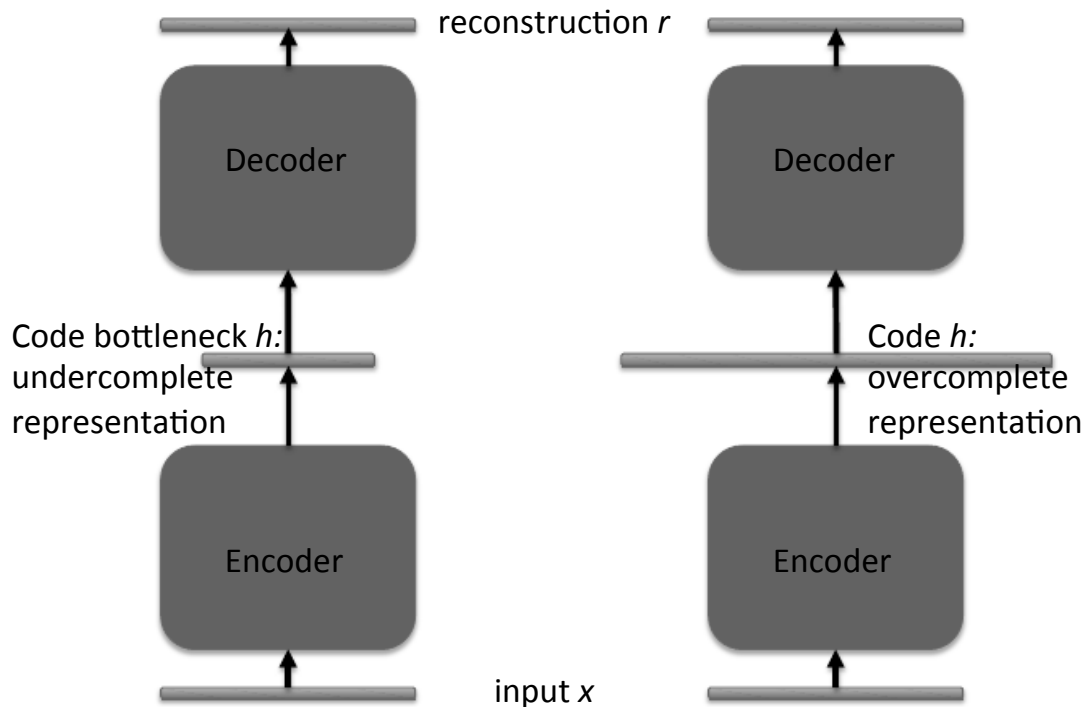 reconstruction r
Decoder
Decoder
Code bottleneck h:
undercomplete
representation
Code h:
overcomplete
representation
Encoder
Encoder
input x